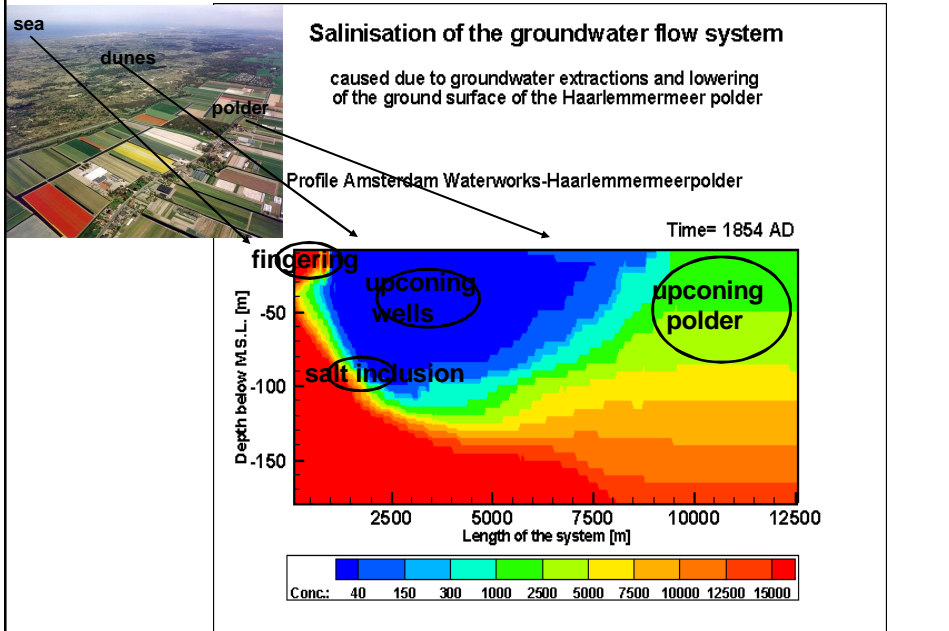 sea
dunes
polder
Salinisation of the groundwater flow system
caused due to groundwater extractions and lowering
of the ground surface of the Haarlemmermeer polder
Profile Amsterdam Waterworks-Haarlemmermeerpolder
Time= 1854 AD
fingering
upconing
wells
upconing
polder
salt inclusion
Depth below M.S.L. [m]
-50
-100
-150
2500 5000 7500 10000 12500
Length of the system [m]
Conc.: 40 150 300 1000 2500 5000 7500 10000 12500 15000